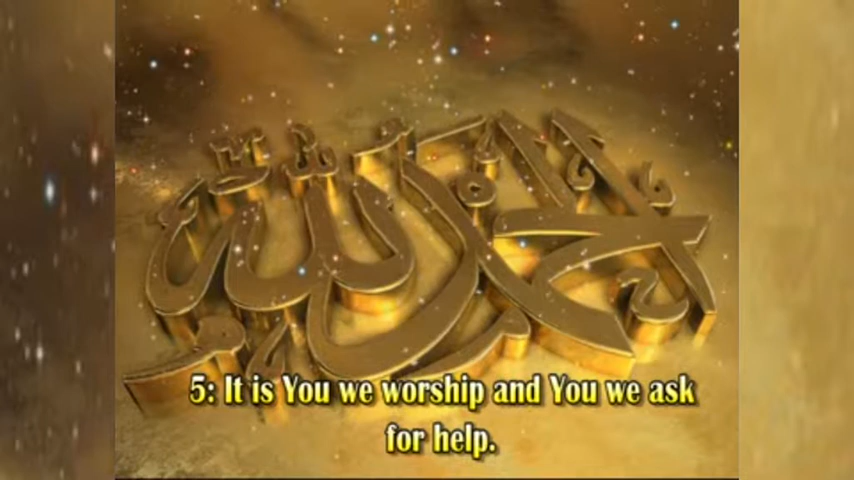 الحمد لله
5: It is You we worship and You we ask
for help.